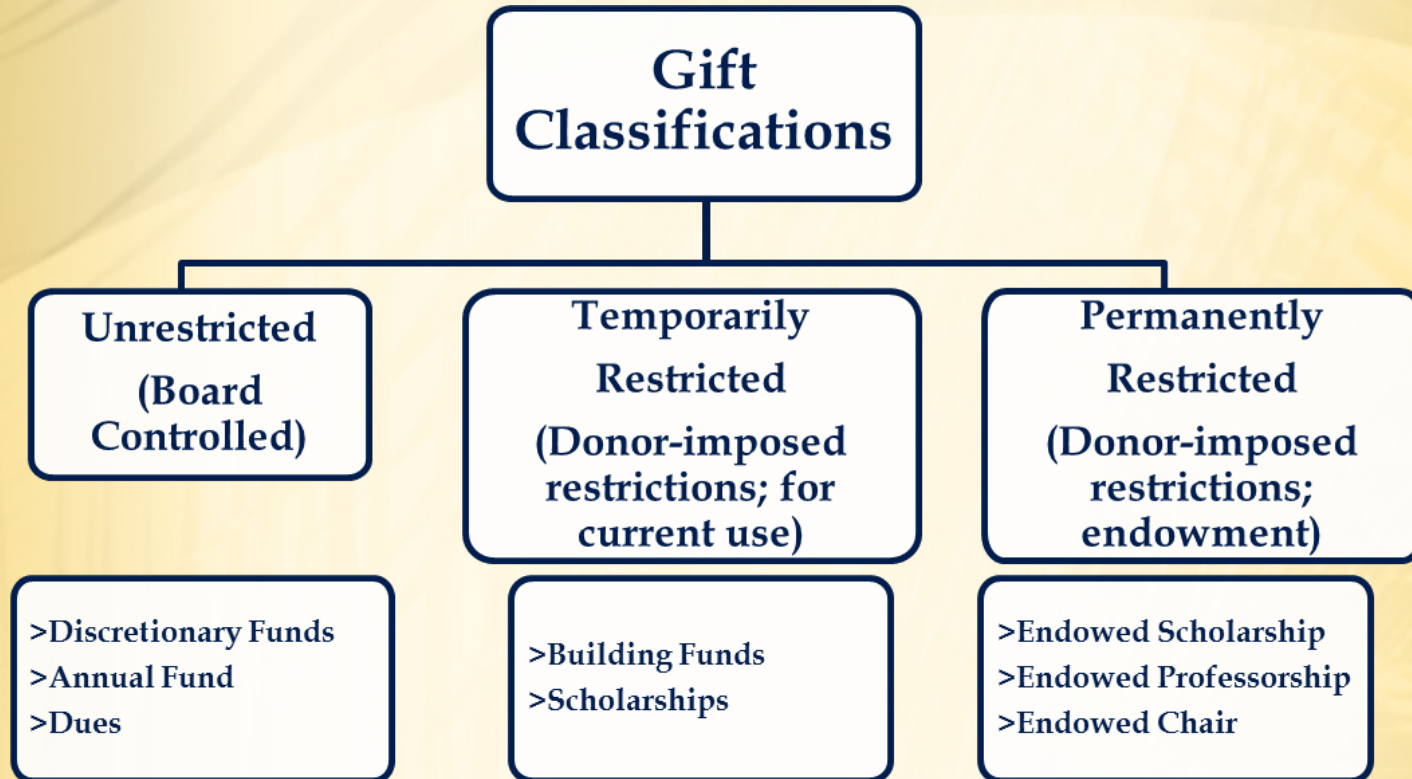 Gift
Classifications
Unrestricted
(Board
Controlled)
Temporarily
Restricted
(Donor-imposed
restrictions; for
current use)
Permanently
Restricted
(Donor-imposed
restrictions;
endowment)
>Discretionary Funds
>Annual Fund
>Dues
>Building Funds
>Scholarships
>Endowed Scholarship
>Endowed Professorship
>Endowed Chair